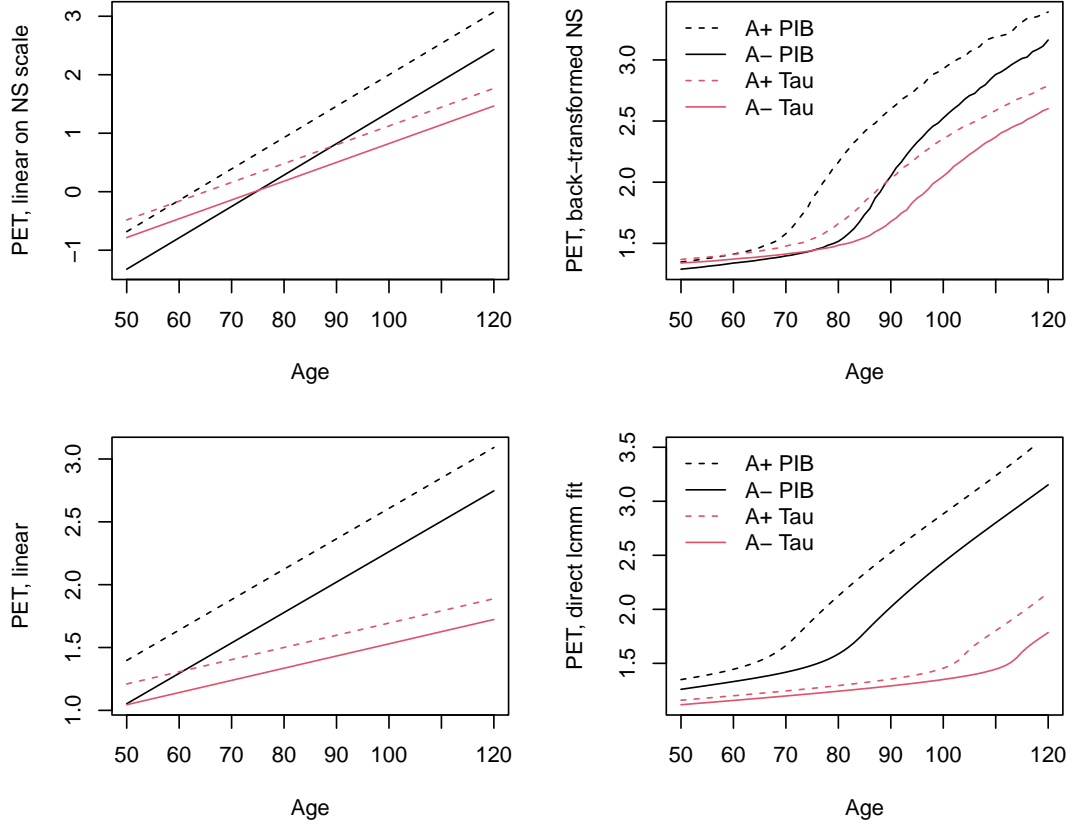 PET, linear on NS scale
3
2
1
0
−1
50 60 70 80 90 100 120
Age
PET, back−transformed NS
3.0
2.5
2.0
1.5
A+ PIB
A− PIB
A+ Tau
A− Tau
50 60 70 80 90 100 120
Age
PET, linear
3.0
2.5
2.0
1.5
1.0
50 60 70 80 90 100 120
Age
PET, direct lcmm fit
3.5
3.0
2.5
2.0
1.5
A+ PIB
A− PIB
A+ Tau
A− Tau
50 60 70 80 90 100 120
Age